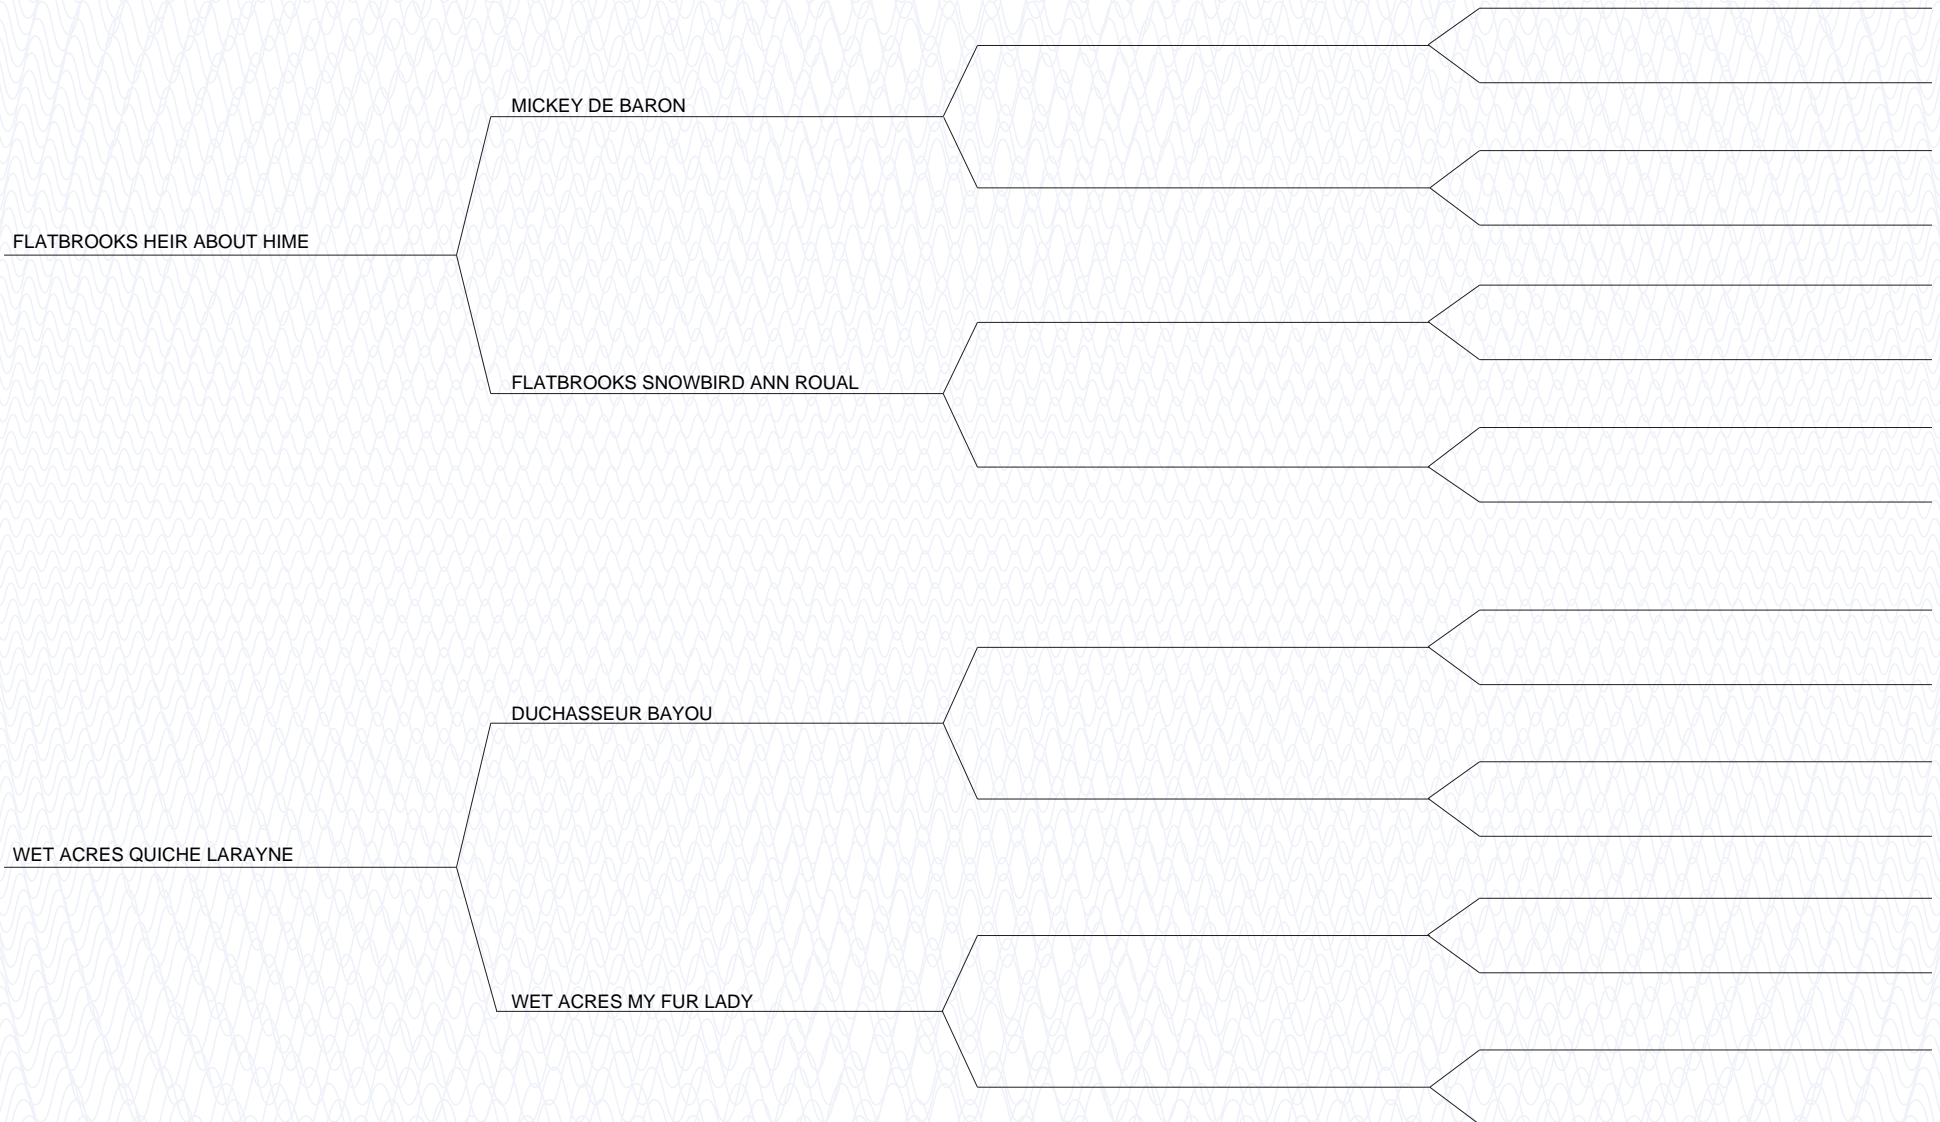 MICKEY DE BARON
FLATBROOKS HEIR ABOUT HIME
FLATBROOKS SNOWBIRD ANN ROUAL
DUCHASSEUR BAYOU
WET ACRES QUICHE LARAYNE
WET ACRES MY FUR LADY